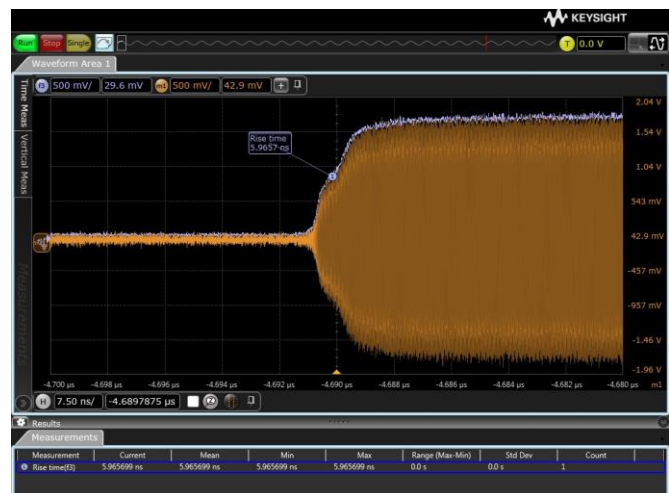 KEYSIGHT
Run Stop Single T 0.0 V
Waveform Area 1
f3 500 mV/ 29.6 mV m1 500 mV/ 42.9 mV +
Time Meas
Vertical Meas
Measurements
Rise time
5.9657 ns
2.04 V
1.54 V
1.04 V
543 mV
42.9 mV
-457 mV
-957 mV
-1.46 V
-1.96 V
-4.700 µs -4.698 µs -4.696 µs -4.694 µs -4.692 µs -4.690 µs -4.688 µs -4.686 µs -4.684 µs -4.682 µs -4.680 µs m1
H 7.50 ns/ -4.6897875 µs
Results
Measurements
Measurement Current Mean Min Max Range (Max-Min) Std Dev Count
Rise time(f3) 5.965699 ns 5.965699 ns 5.965699 ns 5.965699 ns 0.0 s 0.0 s 1